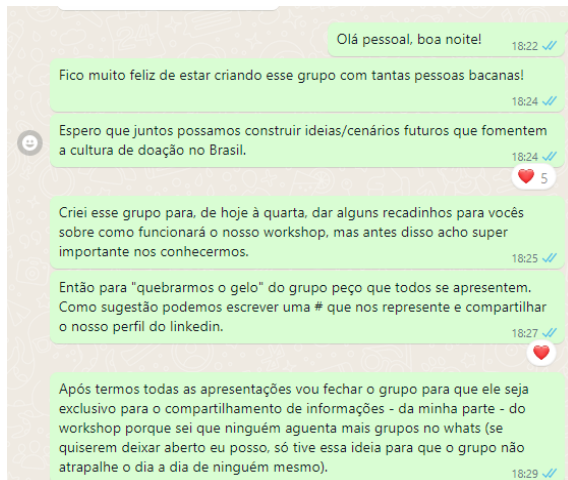 Olá pessoal, boa noite!
18:22
Fico muito feliz de estar criando esse grupo com tantas pessoas bacanas!
18:24
Espero que juntos possamos construir ideias/cenários futuros que fomentem
a cultura de doação no Brasil.
18:24
5
Criei esse grupo para, de hoje à quarta, dar alguns recadinhos para vocês
sobre como funcionará o nosso workshop, mas antes disso acho super
importante nos conhecermos.
18:25
Então para "quebrarmos o gelo" do grupo peço que todos se apresentem.
Como sugestão podemos escrever uma # que nos represente e compartilhar
o nosso perfil do linkedin.
18:27
Após termos todas as apresentações vou fechar o grupo para que ele seja
exclusivo para o compartilhamento de informações - da minha parte - do
workshop porque sei que ninguém aguenta mais grupos no whats (se
quiserem deixar aberto eu posso, só tive essa ideia para que o grupo não
atrapalhe o dia a dia de ninguém mesmo).
18:29